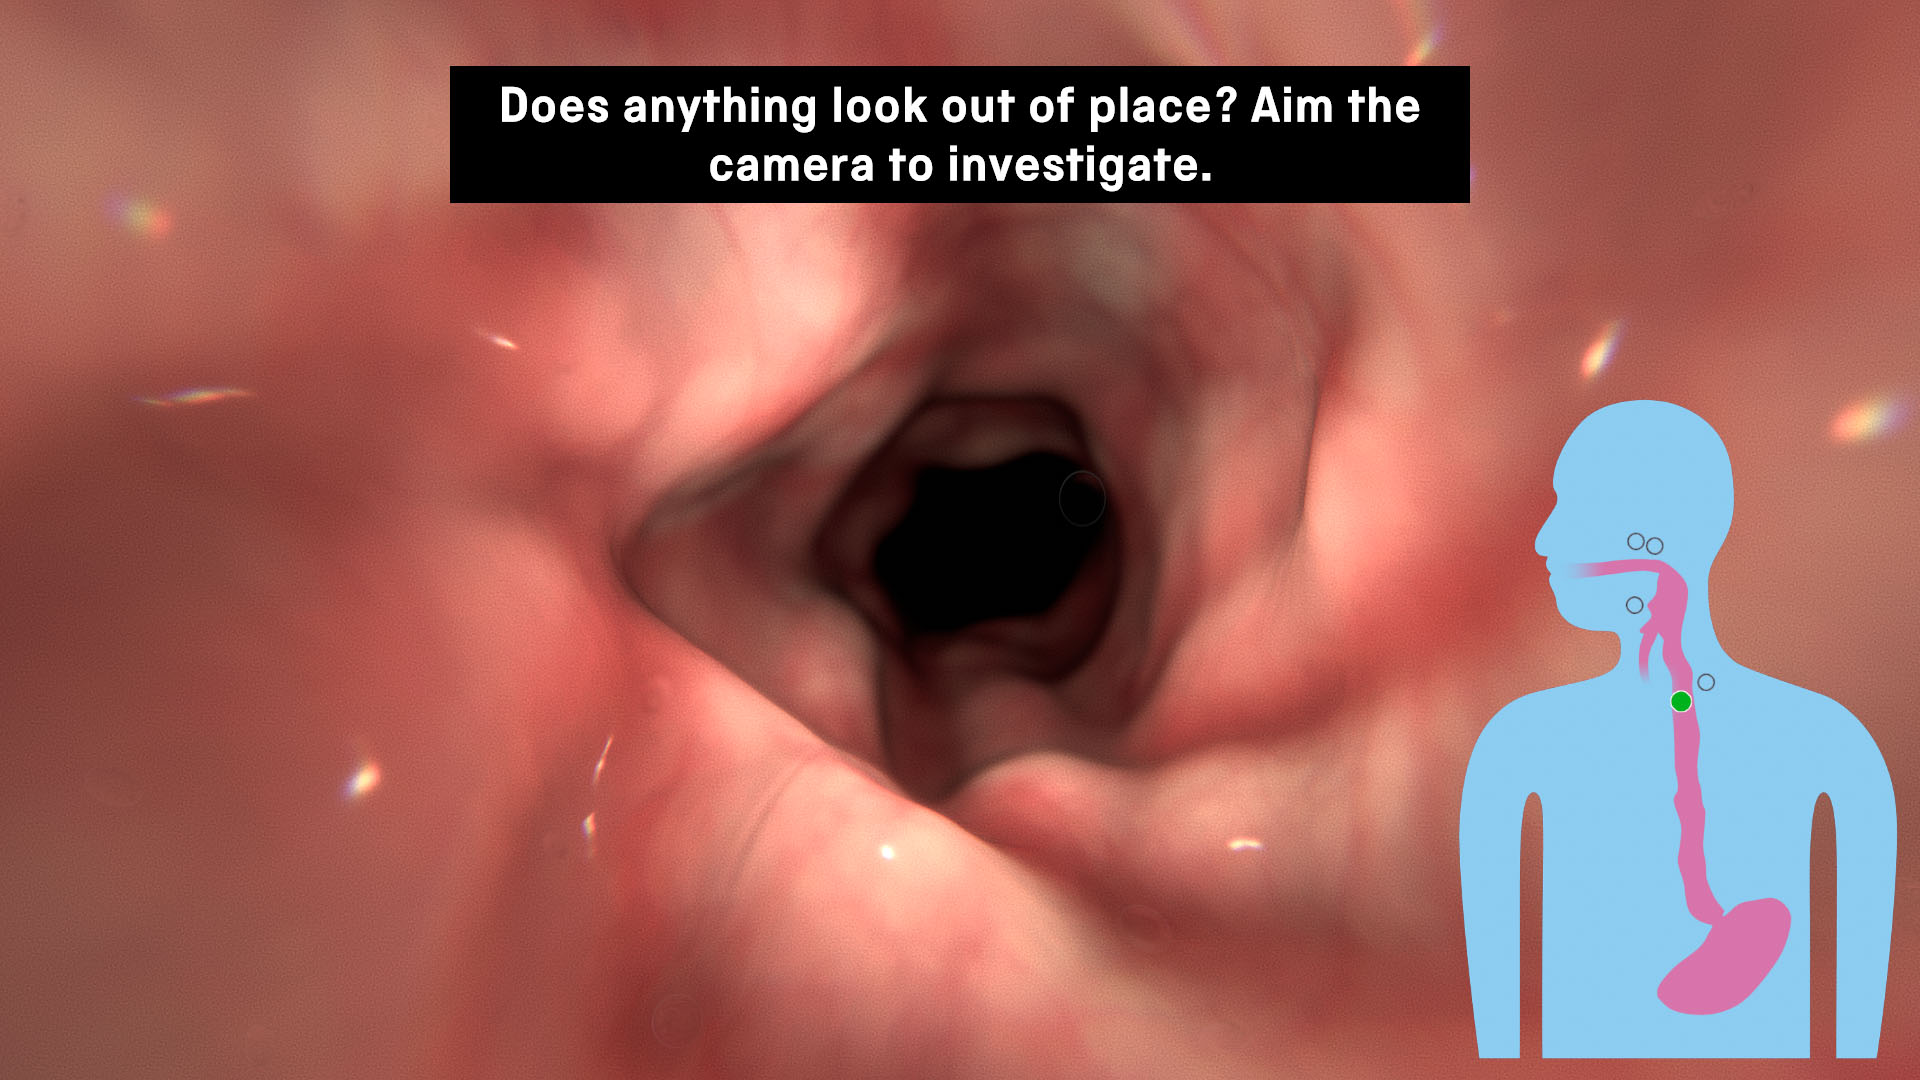 Does anything look out of place? Aim the
camera to investigate.